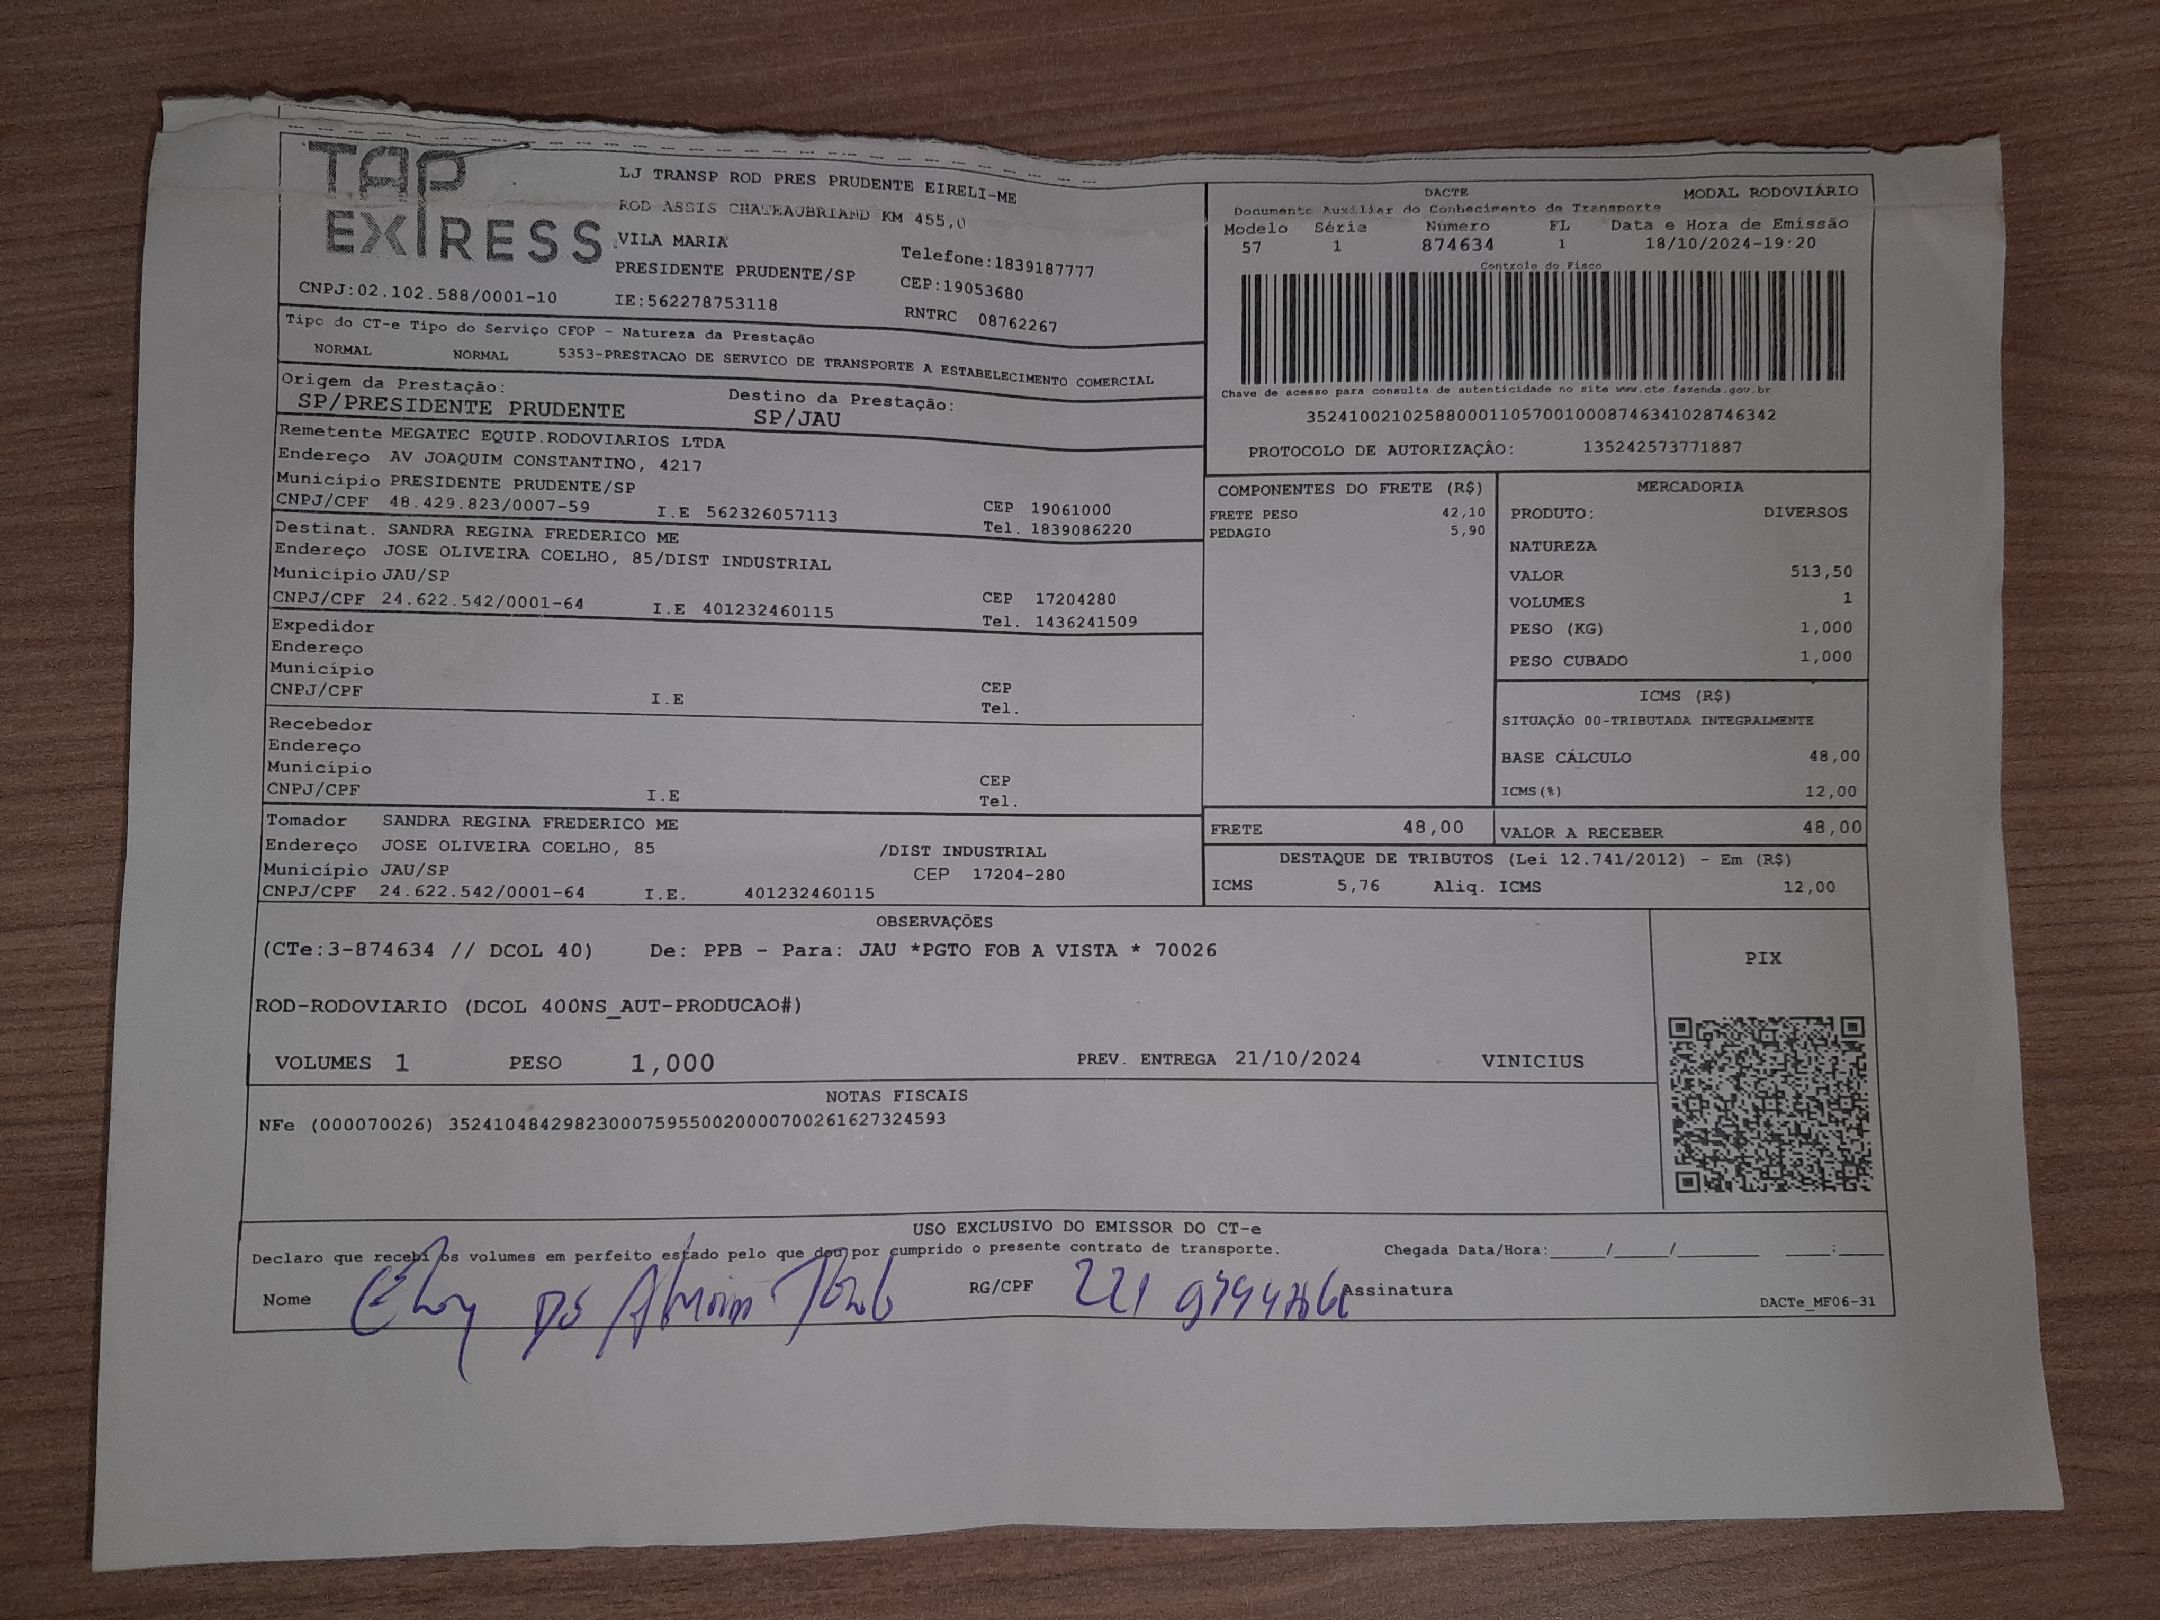 TAP
EXPRESS
LJ TRANSP ROD PRES PRUDENTE EIRELI-ME
ROD ASSIS CHATEAUBRIAND KM 455,0
VILA MARIA
Telefone:1839187777
PRESIDENTE PRUDENTE/SP
CEP:19053680
CNPJ:02.102.588/0001-10 IE:562278753118
RNTRC 08762267
DACTE MODAL RODOVIÁRIO
Documento Auxiliar do Conhecimento de Transporte
Modelo Série Número FL Data e Hora de Emissão
57 1 874634 1 18/10/2024-19:20
Controle do Fisco
Chave de acesso para consulta de autenticidade no site www.cte.fazenda.gov.br
35241002102588000110570010008746341028746342
PROTOCOLO DE AUTORIZAÇÂO: 135242573771887
Tipo do CT-e Tipo do Serviço CFOP - Natureza da Prestação
NORMAL NORMAL 5353-PRESTACAO DE SERVICO DE TRANSPORTE A ESTABELECIMENTO COMERCIAL
Origem da Prestação: Destino da Prestação:
SP/PRESIDENTE PRUDENTE SP/JAU
Remetente MEGATEC EQUIP.RODOVIARIOS LTDA
Endereço AV JOAQUIM CONSTANTINO, 4217
Município PRESIDENTE PRUDENTE/SP CEP 19061000
CNPJ/CPF 48.429.823/0007-59 I.E 562326057113 Tel. 1839086220
Destinat. SANDRA REGINA FREDERICO ME
Endereço JOSE OLIVEIRA COELHO, 85/DIST INDUSTRIAL
Município JAU/SP CEP 17204280
CNPJ/CPF 24.622.542/0001-64 I.E 401232460115 Tel. 1436241509
Expedidor
Endereço
Município CEP
CNPJ/CPF I.E Tel.
Recebedor
Endereço
Município CEP
CNPJ/CPF I.E Tel.
Tomador SANDRA REGINA FREDERICO ME
Endereço JOSE OLIVEIRA COELHO, 85 /DIST INDUSTRIAL
Município JAU/SP CEP 17204-280
CNPJ/CPF 24.622.542/0001-64 I.E. 401232460115
COMPONENTES DO FRETE (R$)
FRETE PESO 42,10
PEDAGIO 5,90
MERCADORIA
PRODUTO: DIVERSOS
NATUREZA
VALOR 513,50
VOLUMES 1
PESO (KG) 1,000
PESO CUBADO 1,000
ICMS (R$)
SITUAÇÃO 00-TRIBUTADA INTEGRALMENTE
BASE CÁLCULO 48,00
ICMS(%) 12,00
FRETE 48,00 VALOR A RECEBER 48,00
DESTAQUE DE TRIBUTOS (Lei 12.741/2012) - Em (R$)
ICMS 5,76 Aliq. ICMS 12,00
OBSERVAÇÕES
(CTe:3-874634 // DCOL 40) De: PPB - Para: JAU *PGTO FOB A VISTA * 70026
ROD-RODOVIARIO (DCOL 400NS_AUT-PRODUCAO#)
VOLUMES 1 PESO 1,000 PREV. ENTREGA 21/10/2024 VINICIUS
PIX
NOTAS FISCAIS
NFe (000070026) 35241048429823000759550020000700261627324593
USO EXCLUSIVO DO EMISSOR DO CT-e
Declaro que recebi os volumes em perfeito estado pelo que dou por cumprido o presente contrato de transporte. Chegada Data/Hora:_____/_____/_______ ____:____
Nome RG/CPF 221 Assinatura
DACTe_MF06-31